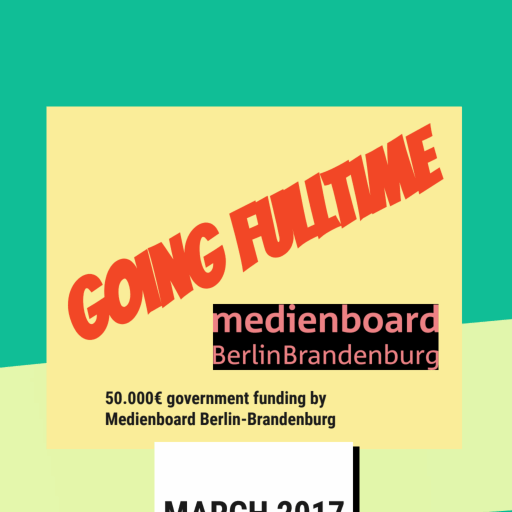 GOING FULLTIME
medienboard
BerlinBrandenburg
50.000€ government funding by
Medienboard Berlin-Brandenburg
MARCH 2017